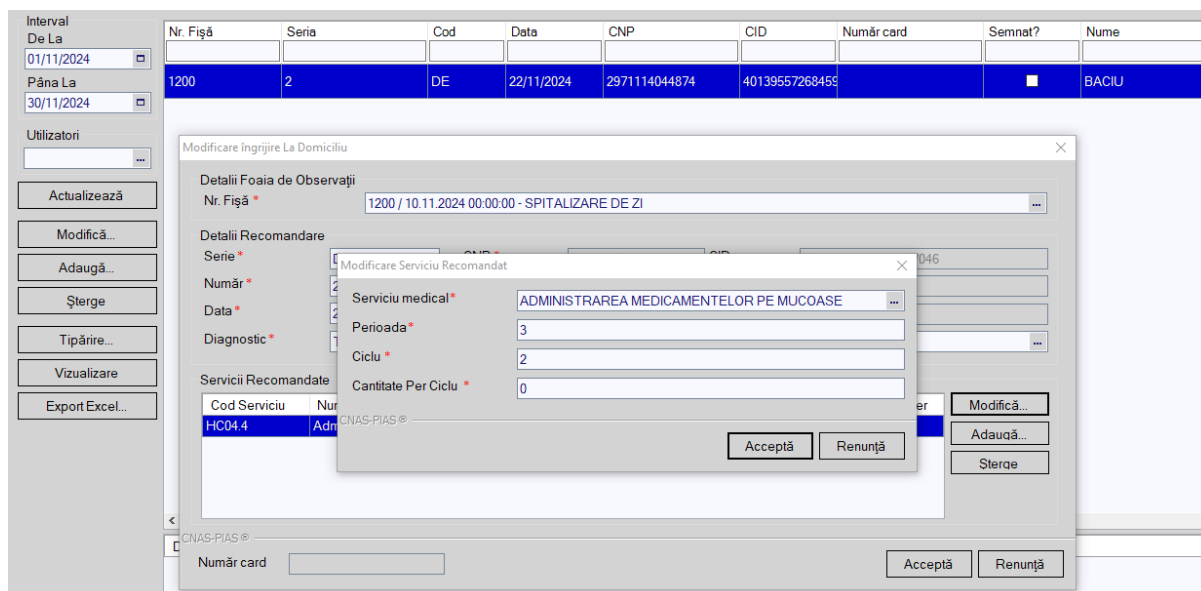 Interval
De La
01/11/2024
Pâna La
30/11/2024
Utilizatori
...
Actualizează
Modifică...
Adaugă...
Şterge
Tipărire...
Vizualizare
Export Excel...
Nr. Fişă Seria Cod Data CNP CID Număr card Semnat? Nume
1200 2 DE 22/11/2024 2971114044874 40139557268459 BACIU
Modificare îngrijire La Domiciliu
Detalii Foaia de Observaţii
Nr. Fişă * 1200 / 10.11.2024 00:00:00 - SPITALIZARE DE ZI ...
Detalii Recomandare
Serie *
Număr * 2
Data * 2
Diagnostic * ...
046
Servicii Recomandate
Cod Serviciu
HC04.4 Adm
Modifică...
Adaugă...
Şterge
Modificare Serviciu Recomandat
Serviciu medical* ADMINISTRAREA MEDICAMENTELOR PE MUCOASE ...
Perioada* 3
Ciclu * 2
Cantitate Per Ciclu * 0
CNAS-PIAS ®
Acceptă Renunţă
CNAS-PIAS ®
Număr card
Acceptă Renunţă